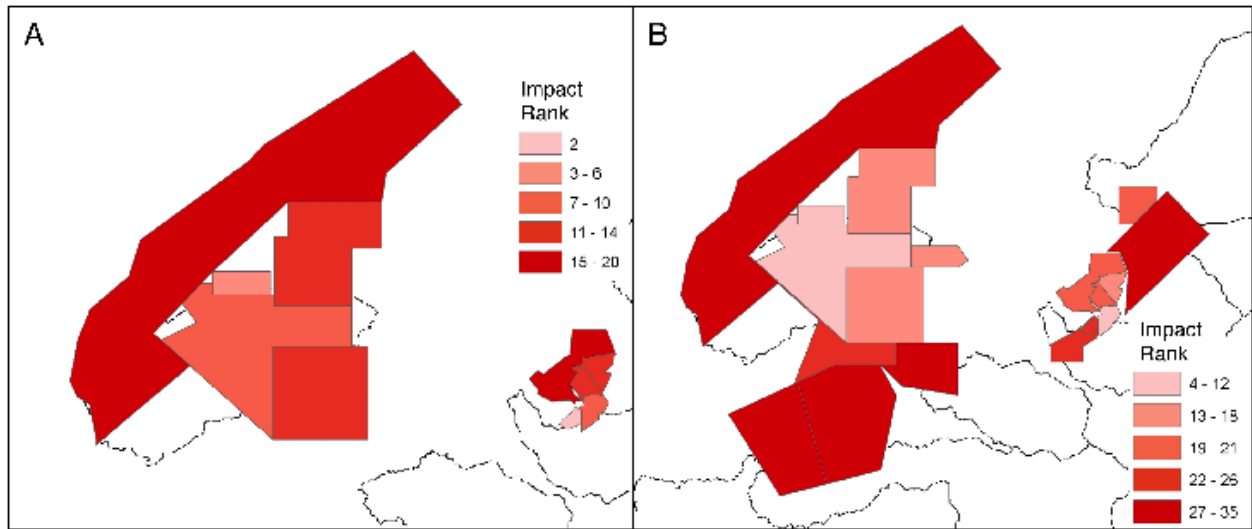 A
Impact
Rank
2
3 - 6
7 - 10
11 - 14
15 - 20
B
Impact
Rank
4 - 12
13 - 18
19 - 21
22 - 26
27 - 35